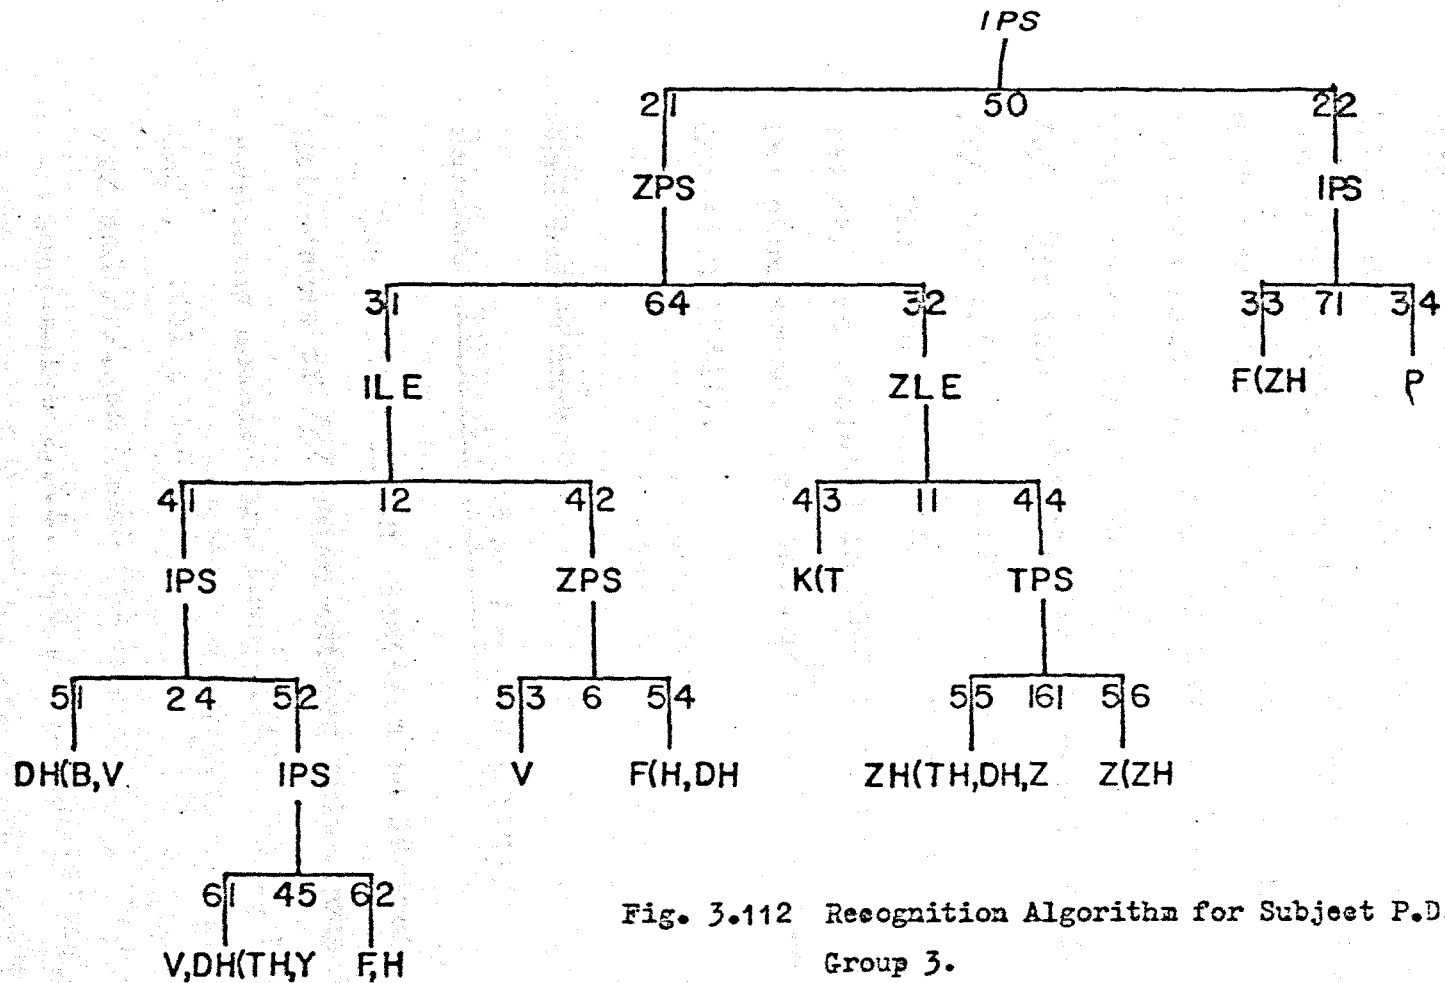 IPS
21 50 22
ZPS IPS
31 64 32 33 71 34
ILE ZLE F(ZH P
41 12 42 43 11 44
IPS ZPS K(T TPS
51 24 52 53 6 54 55 161 56
DH(B,V. IPS V F(H,DH ZH(TH,DH,Z Z(ZH
61 45 62
V,DH(TH,Y F,H
Fig. 3.112 Recognition Algorithm for Subject P.D
Group 3.